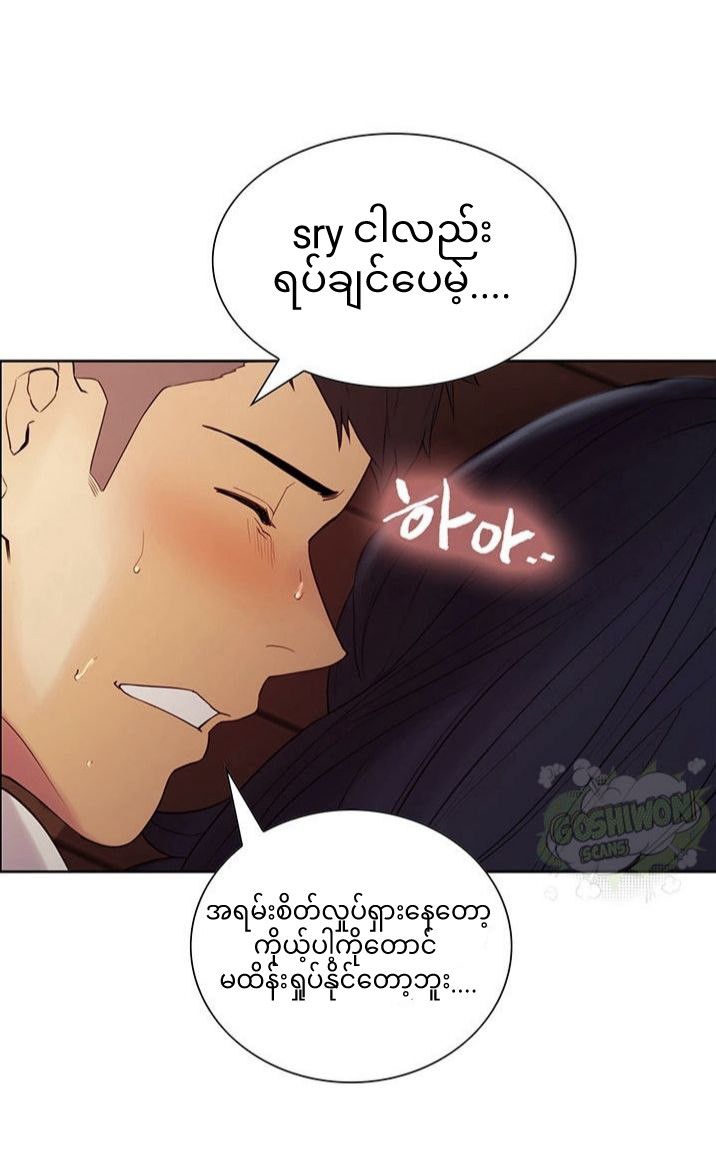 sry ငါလည်း
ရပ်ချင်ပေမဲ့....
하아..
GOSHIWON
SCANS!
အရမ်းစိတ်လှုပ်ရှားနေတော့
ကိုယ့်ပါ့ကိုတောင်
မထိန်းရှုပ်နိုင်တော့ဘူး....